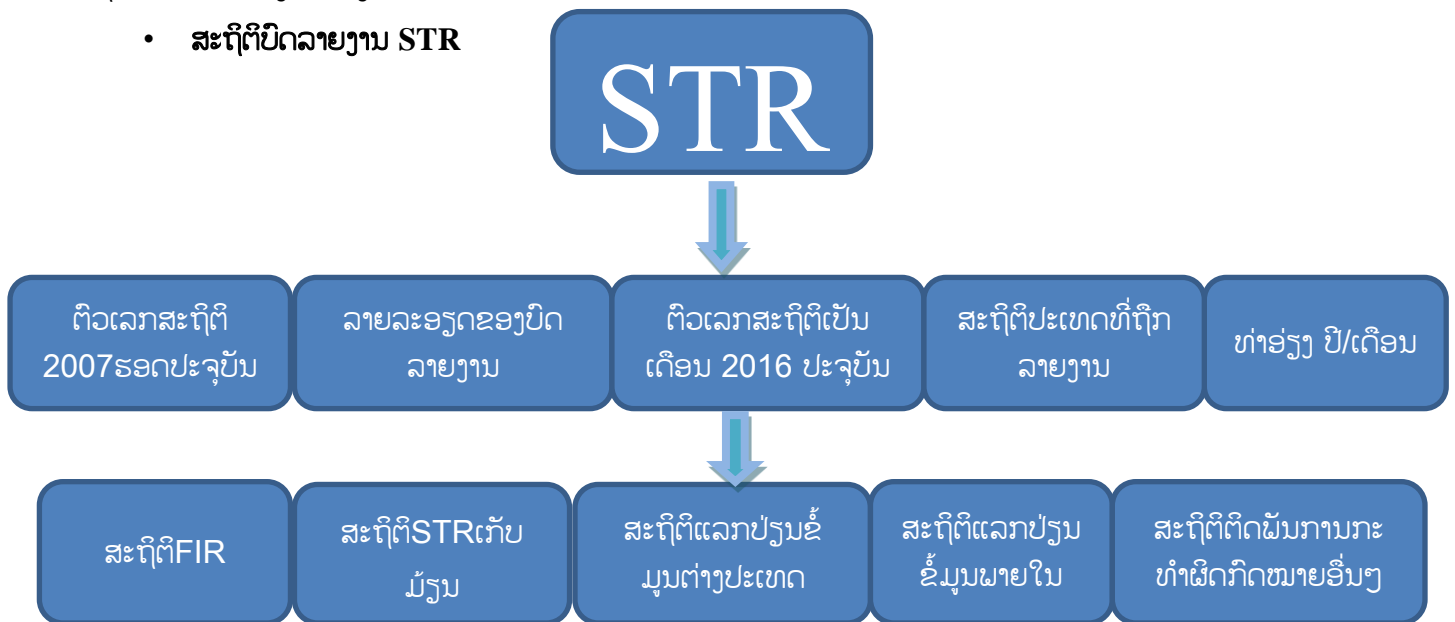 • ສະຖິຕິບົດລາຍງານ STR
STR
ຕົວເລກສະຖິຕິ
2007ຮອດປະຈຸບັນ
ລາຍລະອຽດຂອງບົດ
ລາຍງານ
ຕົວເລກສະຖິຕິເປັນ
ເດືອນ 2016 ປະຈຸບັນ
ສະຖິຕິປະເທດທີ່ຖືກ
ລາຍງານ
ທ່າອ່ຽງ ປີ/ເດືອນ
ສະຖິຕິFIR
ສະຖິຕິSTRເກັບ
ມ້ຽນ
ສະຖິຕິແລກປ່ຽນຂໍ້
ມູນຕ່າງປະເທດ
ສະຖິຕິແລກປ່ຽນ
ຂໍ້ມູນພາຍໃນ
ສະຖິຕິຕິດພັນການກະ
ທຳຜິດກົດໝາຍອື່ນໆ